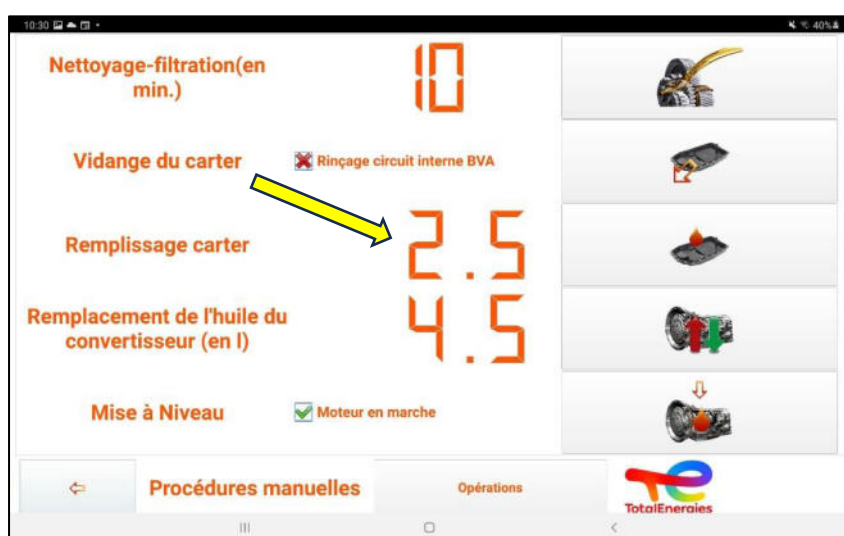 10:30
40%
Nettoyage-filtration(en
min.)
10
Vidange du carter
Rinçage circuit interne BVA
Remplissage carter
2.5
Remplacement de l'huile du
convertisseur (en l)
4.5
Mise à Niveau
Moteur en marche
Procédures manuelles
Opérations
TotalEnergies